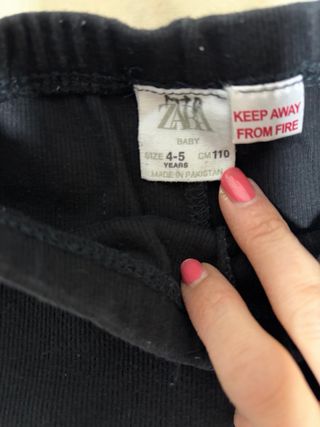 ZARA
BABY
SIZE 4-5 CM 110
YEARS
MADE IN PAKISTAN
KEEP AWAY
FROM FIRE